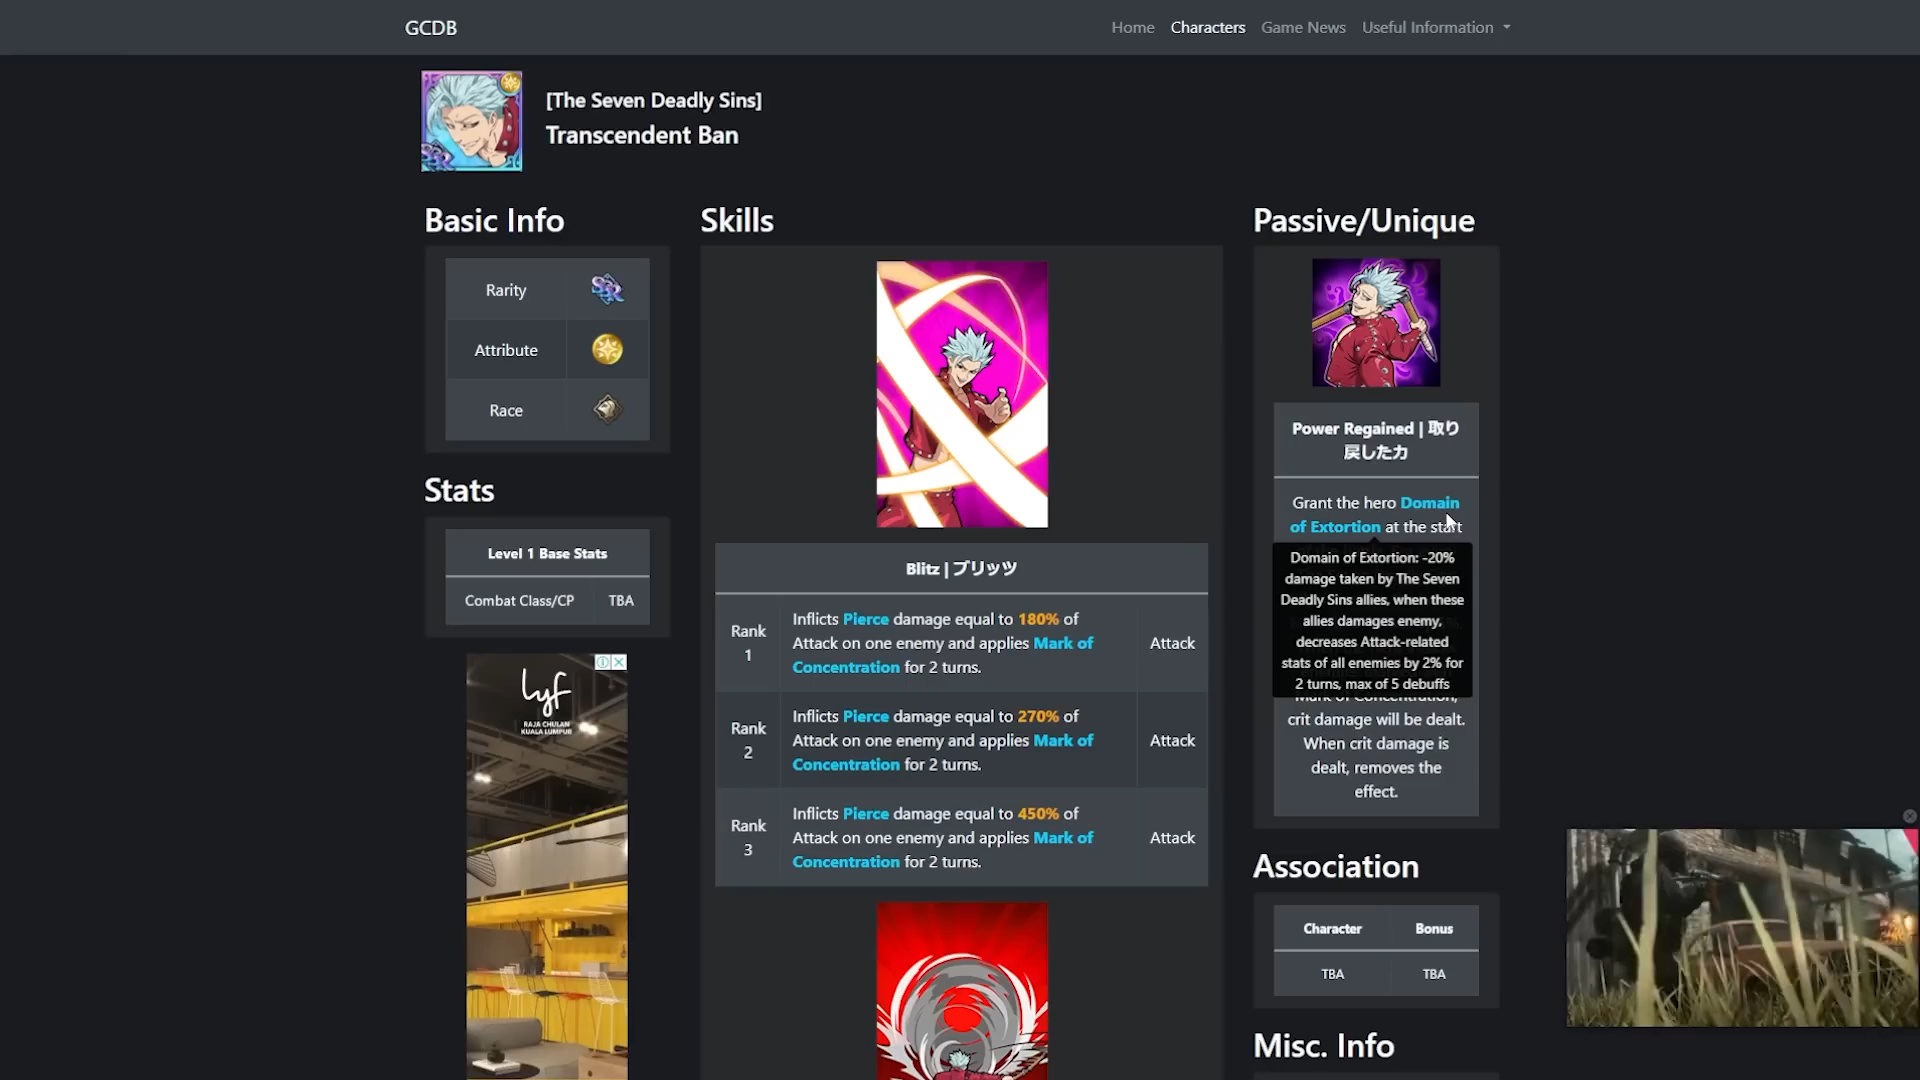 GCDB
Home
Characters
Game News
Useful Information
[The Seven Deadly Sins]
Transcendent Ban
Basic Info
Rarity
SSR
Attribute
Race
Stats
Level 1 Base Stats
Combat Class/CP
TBA
lyf
RAJA CHULAN
KUALA LUMPUR
Skills
Blitz | ブリッツ
Rank
1
Inflicts Pierce damage equal to 180% of
Attack on one enemy and applies Mark of
Concentration for 2 turns.
Attack
Rank
2
Inflicts Pierce damage equal to 270% of
Attack on one enemy and applies Mark of
Concentration for 2 turns.
Attack
Rank
3
Inflicts Pierce damage equal to 450% of
Attack on one enemy and applies Mark of
Concentration for 2 turns.
Attack
Passive/Unique
Power Regained | 取り
戻した力
Grant the hero Domain
of Extortion at the start
Domain of Extortion: -20%
damage taken by The Seven
Deadly Sins allies, when these
allies damages enemy,
decreases Attack-related
stats of all enemies by 2% for
2 turns, max of 5 debuffs
Mark of Concentration,
crit damage will be dealt.
When crit damage is
dealt, removes the
effect.
Association
Character
Bonus
TBA
TBA
Misc. Info